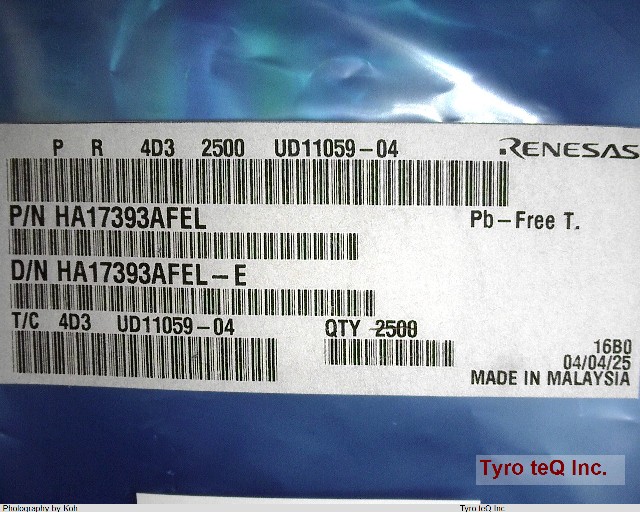 P R 4D3 2500 UD11059-04 RENESAS
P/N HA17393AFEL Pb-Free T.
D/N HA17393AFEL-E
T/C 4D3 UD11059-04 QTY 2500
16B0
04/04/25
MADE IN MALAYSIA
Tyro teQ Inc.
Photography by Koh Tyro teQ Inc